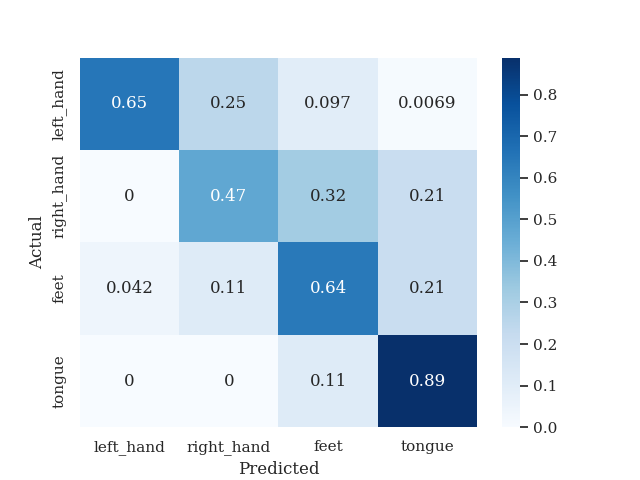 left_hand
0.65 0.25 0.097 0.0069
right_hand
0 0.47 0.32 0.21
feet
0.042 0.11 0.64 0.21
tongue
0 0 0.11 0.89
Actual
left_hand right_hand feet tongue
Predicted
0.8
0.7
0.6
0.5
0.4
0.3
0.2
0.1
0.0